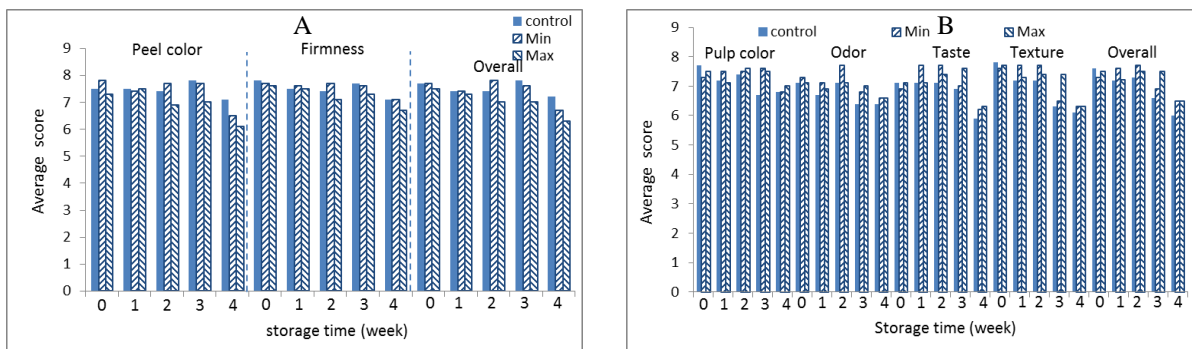 A
control
Min
Max
Peel color
Firmness
Overall
9
8
7
6
5
4
3
2
1
0
Average score
0 1 2 3 4 0 1 2 3 4 0 1 2 3 4
storage time (week)
B
control Min Max
Pulp color Odor Taste Texture Overall
9
8
7
6
5
4
3
2
1
0
Average score
0 1 2 3 4 0 1 2 3 4 0 1 2 3 4 0 1 2 3 4 0 1 2 3 4
Storage time (week)